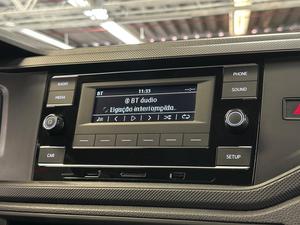 RADIO
MEDIA
PHONE
SOUND
BT
11:33
BT áudio
Ligação interrompida.
CAR
SETUP